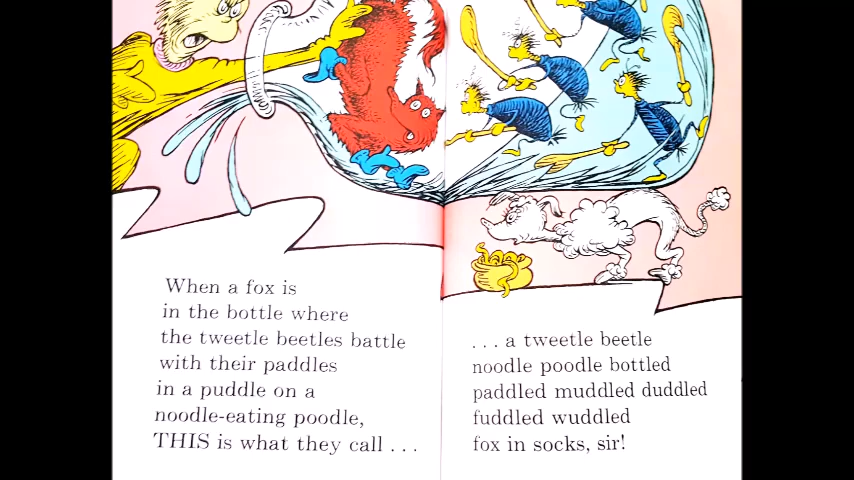 When a fox is
in the bottle where
the tweetle beetles battle
with their paddles
in a puddle on a
noodle-eating poodle,
THIS is what they call . . .
. . . a tweetle beetle
noodle poodle bottled
paddled muddled duddled
fuddled wuddled
fox in socks, sir!